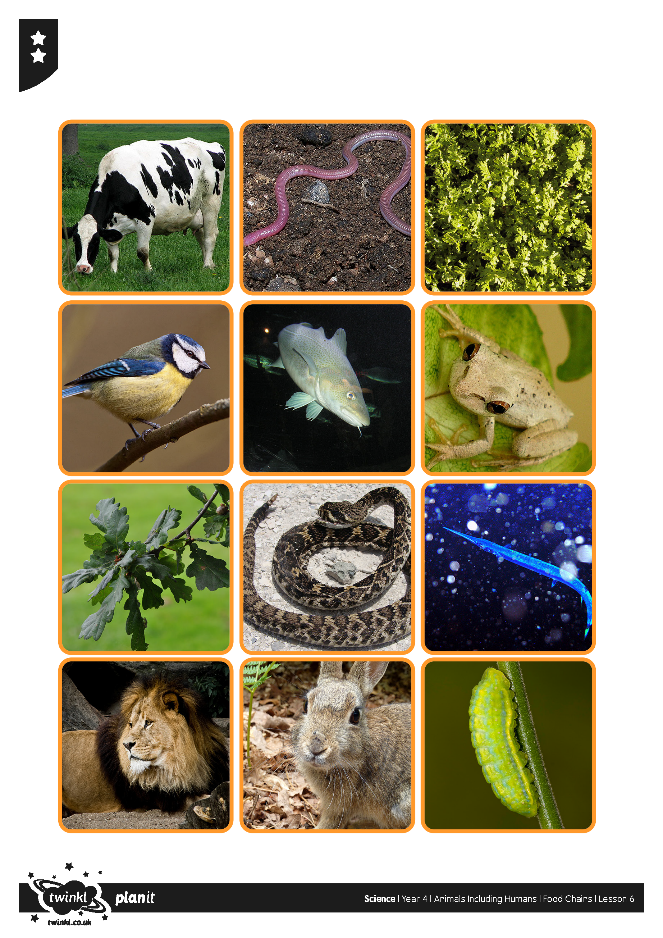 twinkl
planit
Science | Year 4 | Animals Including Humans | Food Chains | Lesson 6
twinkl.co.uk